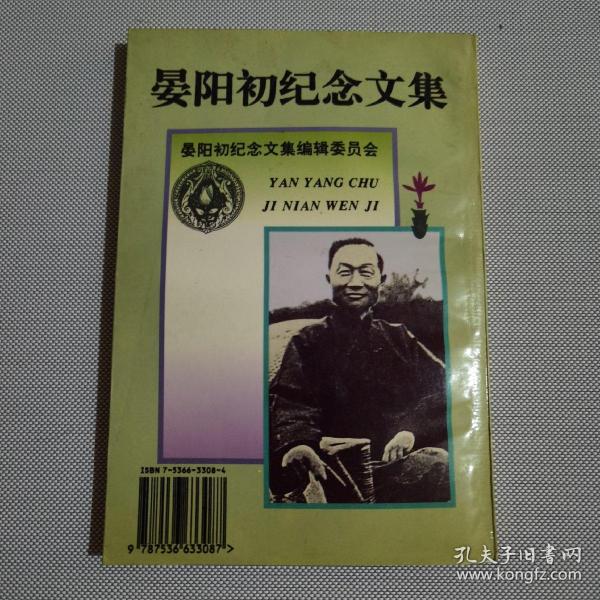 晏阳初纪念文集
晏阳初纪念文集编辑委员会
YAN YANG CHU
JI NIAN WEN JI
ISBN 7-5366-3308-4
9 787536 633087>
孔夫子旧書网
www.kongfz.com